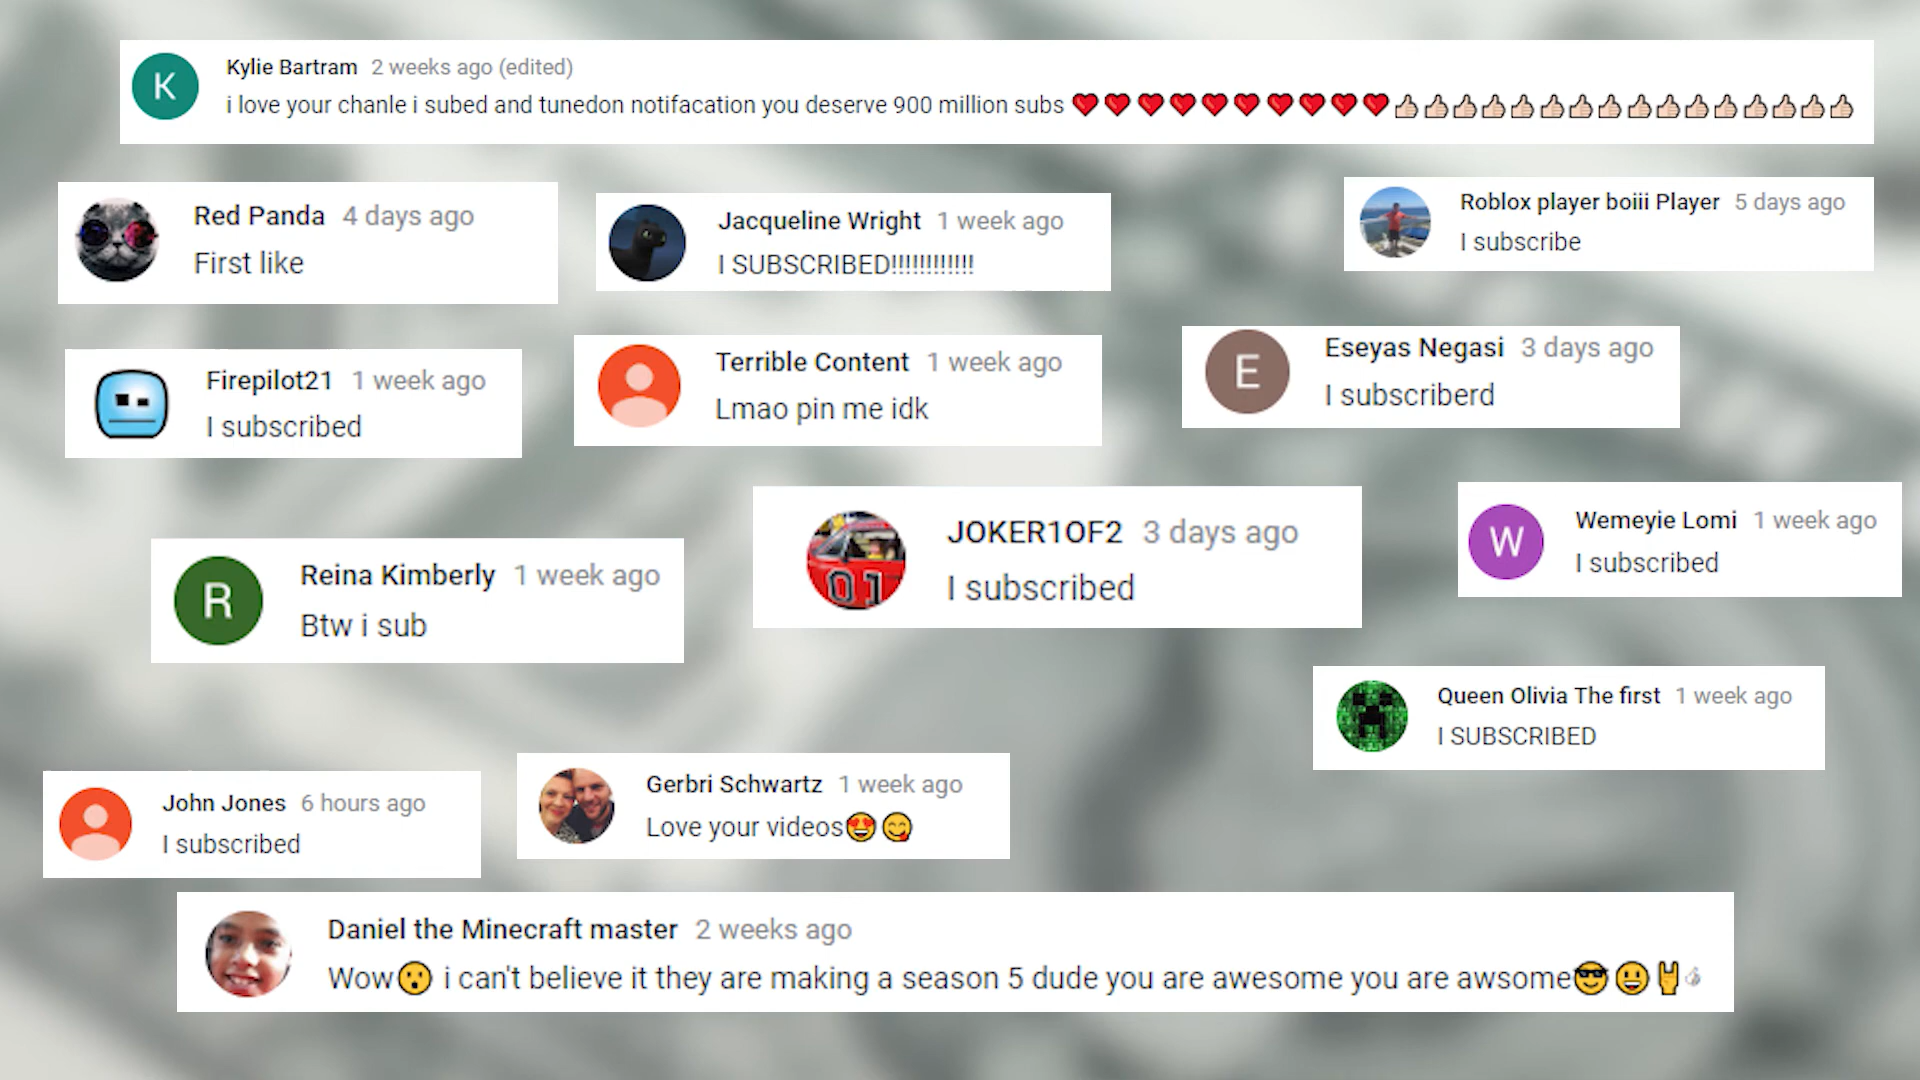 K
Kylie Bartram 2 weeks ago (edited)
i love your chanle i subed and tunedon notifacation you deserve 900 million subs ❤❤❤❤❤❤❤❤❤❤👍🏻👍🏻👍🏻👍🏻👍🏻👍🏻👍🏻👍🏻👍🏻👍🏻👍🏻👍🏻👍🏻👍🏻👍🏻👍🏻
Red Panda 4 days ago
First like
Jacqueline Wright 1 week ago
I SUBSCRIBED!!!!!!!!!!!!
Roblox player boiii Player 5 days ago
I subscribe
Firepilot21 1 week ago
I subscribed
Terrible Content 1 week ago
Lmao pin me idk
E
Eseyas Negasi 3 days ago
I subscriberd
R
Reina Kimberly 1 week ago
Btw i sub
01
JOKER1OF2 3 days ago
I subscribed
W
Wemeyie Lomi 1 week ago
I subscribed
Queen Olivia The first 1 week ago
I SUBSCRIBED
John Jones 6 hours ago
I subscribed
Gerbri Schwartz 1 week ago
Love your videos😍😋
Daniel the Minecraft master 2 weeks ago
Wow😮 i can't believe it they are making a season 5 dude you are awesome you are awsome😎😃🤘